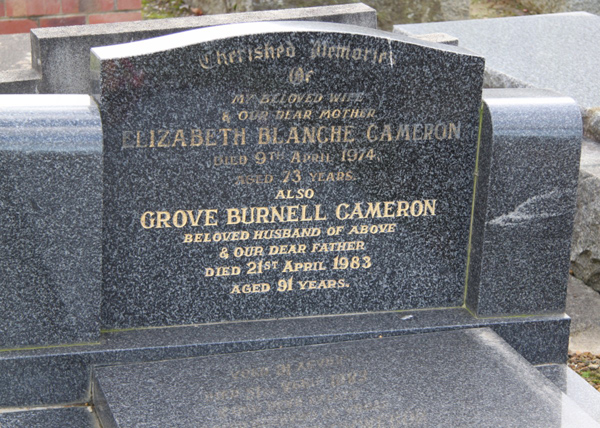 Cherished Memories
Of
My Beloved Wife
& Our Dear Mother
ELIZABETH BLANCHE CAMERON
Died 9TH April 1974.
Aged 73 Years.
ALSO
GROVE BURNELL CAMERON
BELOVED HUSBAND OF ABOVE
& OUR DEAR FATHER
DIED 21ST APRIL 1983
AGED 91 YEARS.